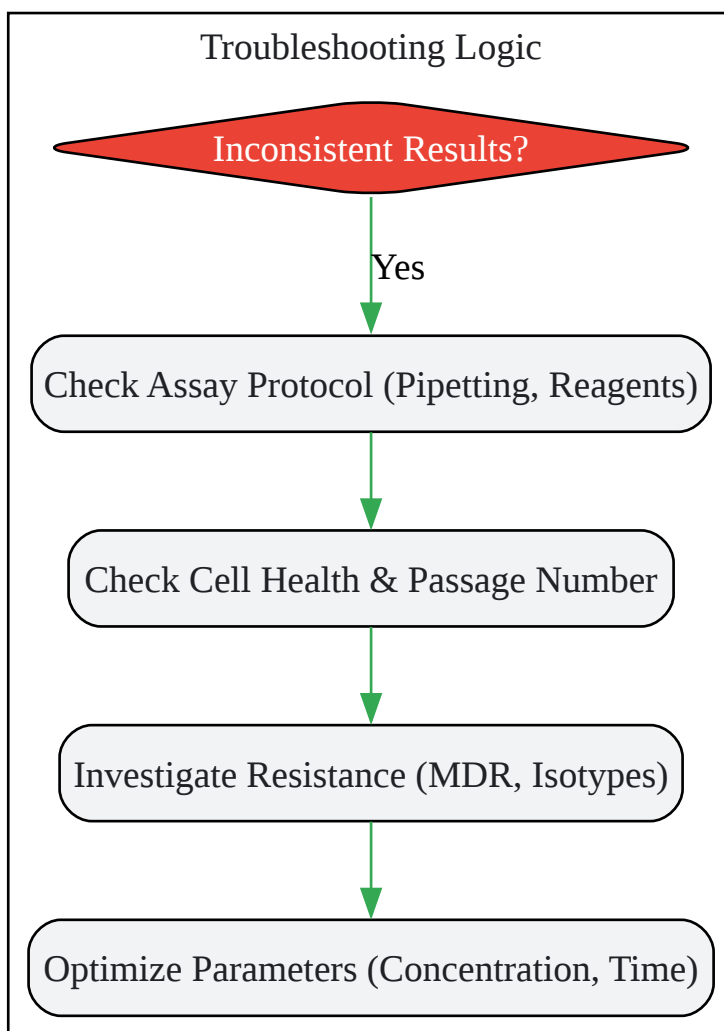 Troubleshooting Logic
Inconsistent Results?
Yes
Check Assay Protocol (Pipetting, Reagents)
Check Cell Health & Passage Number
Investigate Resistance (MDR, Isotypes)
Optimize Parameters (Concentration, Time)